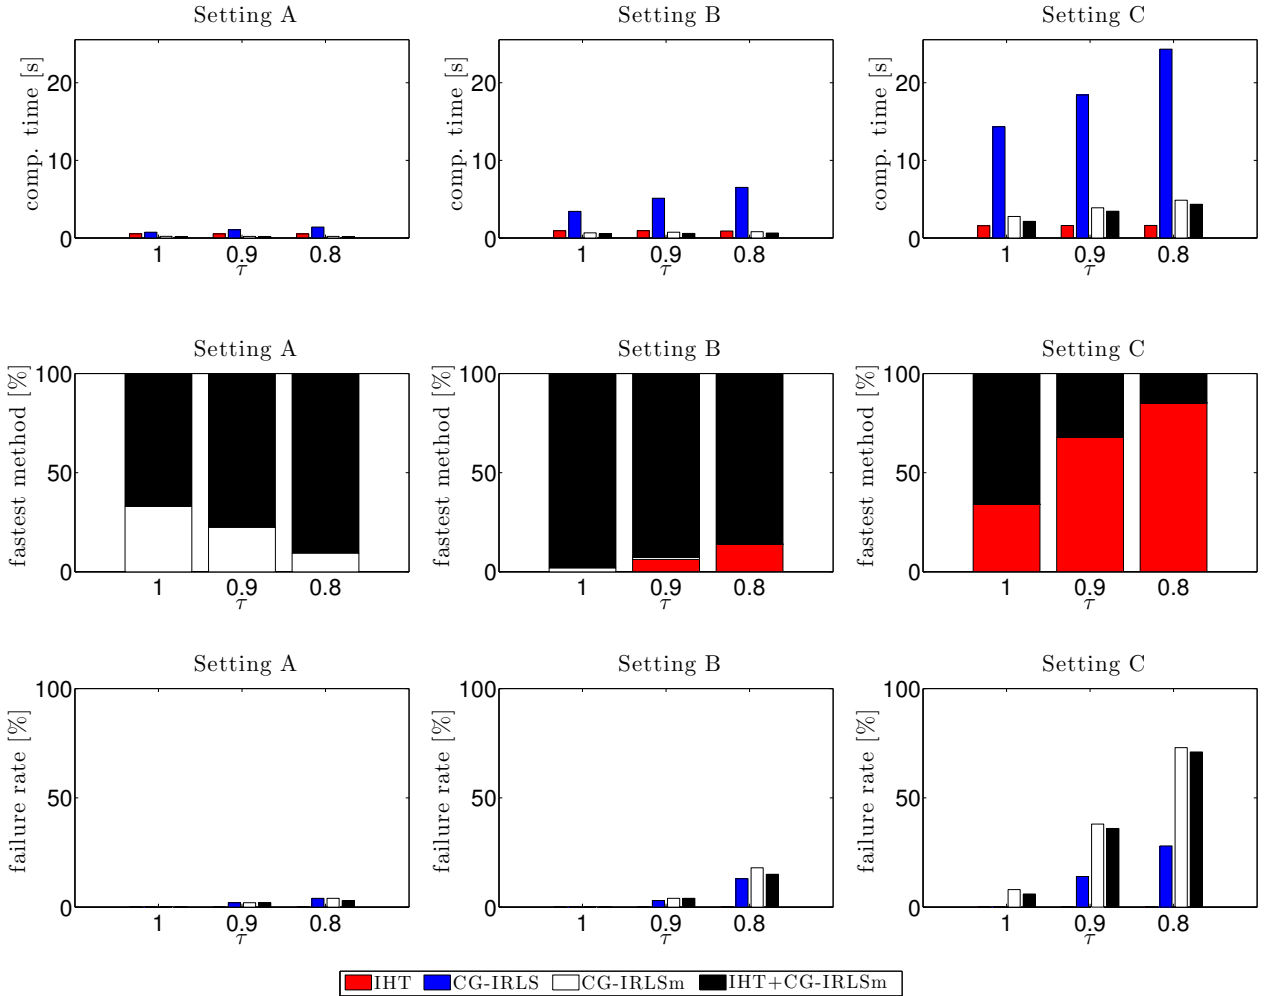 Setting A
Setting B
Setting C
comp. time [s]
20
10
0
1
0.9
0.8
τ
comp. time [s]
20
10
0
1
0.9
0.8
τ
comp. time [s]
20
10
0
1
0.9
0.8
τ
Setting A
Setting B
Setting C
fastest method [%]
100
50
0
1
0.9
0.8
τ
fastest method [%]
100
50
0
1
0.9
0.8
τ
fastest method [%]
100
50
0
1
0.9
0.8
τ
Setting A
Setting B
Setting C
failure rate [%]
100
50
0
1
0.9
0.8
τ
failure rate [%]
100
50
0
1
0.9
0.8
τ
failure rate [%]
100
50
0
1
0.9
0.8
τ
IHT CG-IRLS CG-IRLSm IHT+CG-IRLSm